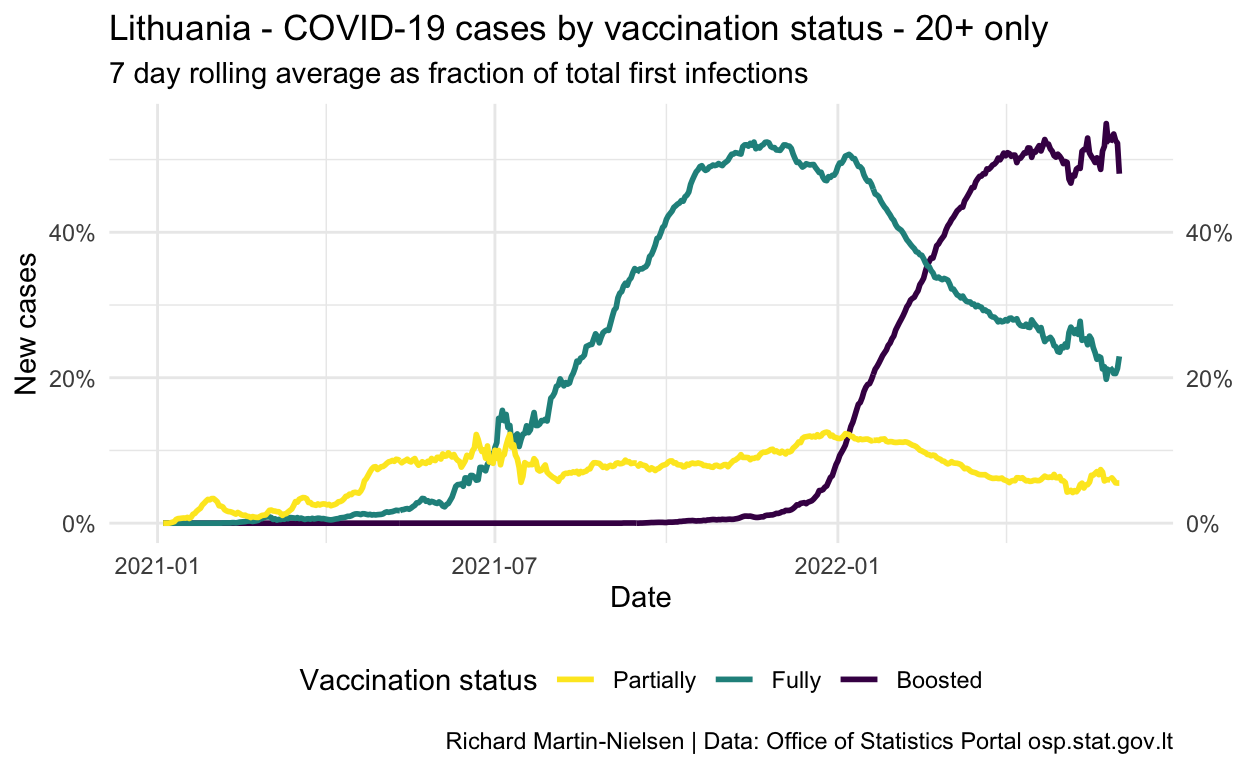 Lithuania - COVID-19 cases by vaccination status - 20+ only
7 day rolling average as fraction of total first infections
New cases
40%
20%
0%
40%
20%
0%
2021-01
2021-07
2022-01
Date
Vaccination status
Partially
Fully
Boosted
Richard Martin-Nielsen | Data: Office of Statistics Portal osp.stat.gov.lt